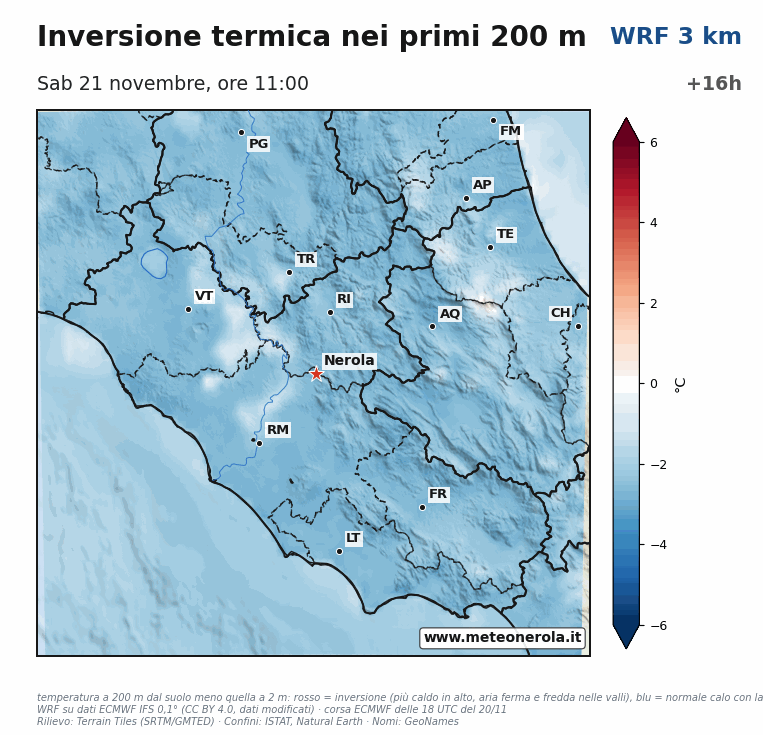 Inversione termica nei primi 200 m
WRF 3 km
Sab 21 novembre, ore 11:00
+16h
FM
PG
AP
TE
TR
VT
RI
AQ
CH
Nerola
RM
FR
LT
www.meteonerola.it
6
4
2
0
−2
−4
−6
°C
temperatura a 200 m dal suolo meno quella a 2 m: rosso = inversione (più caldo in alto, aria ferma e fredda nelle valli), blu = normale calo con la
WRF su dati ECMWF IFS 0,1° (CC BY 4.0, dati modificati) · corsa ECMWF delle 18 UTC del 20/11
Rilievo: Terrain Tiles (SRTM/GMTED) · Confini: ISTAT, Natural Earth · Nomi: GeoNames